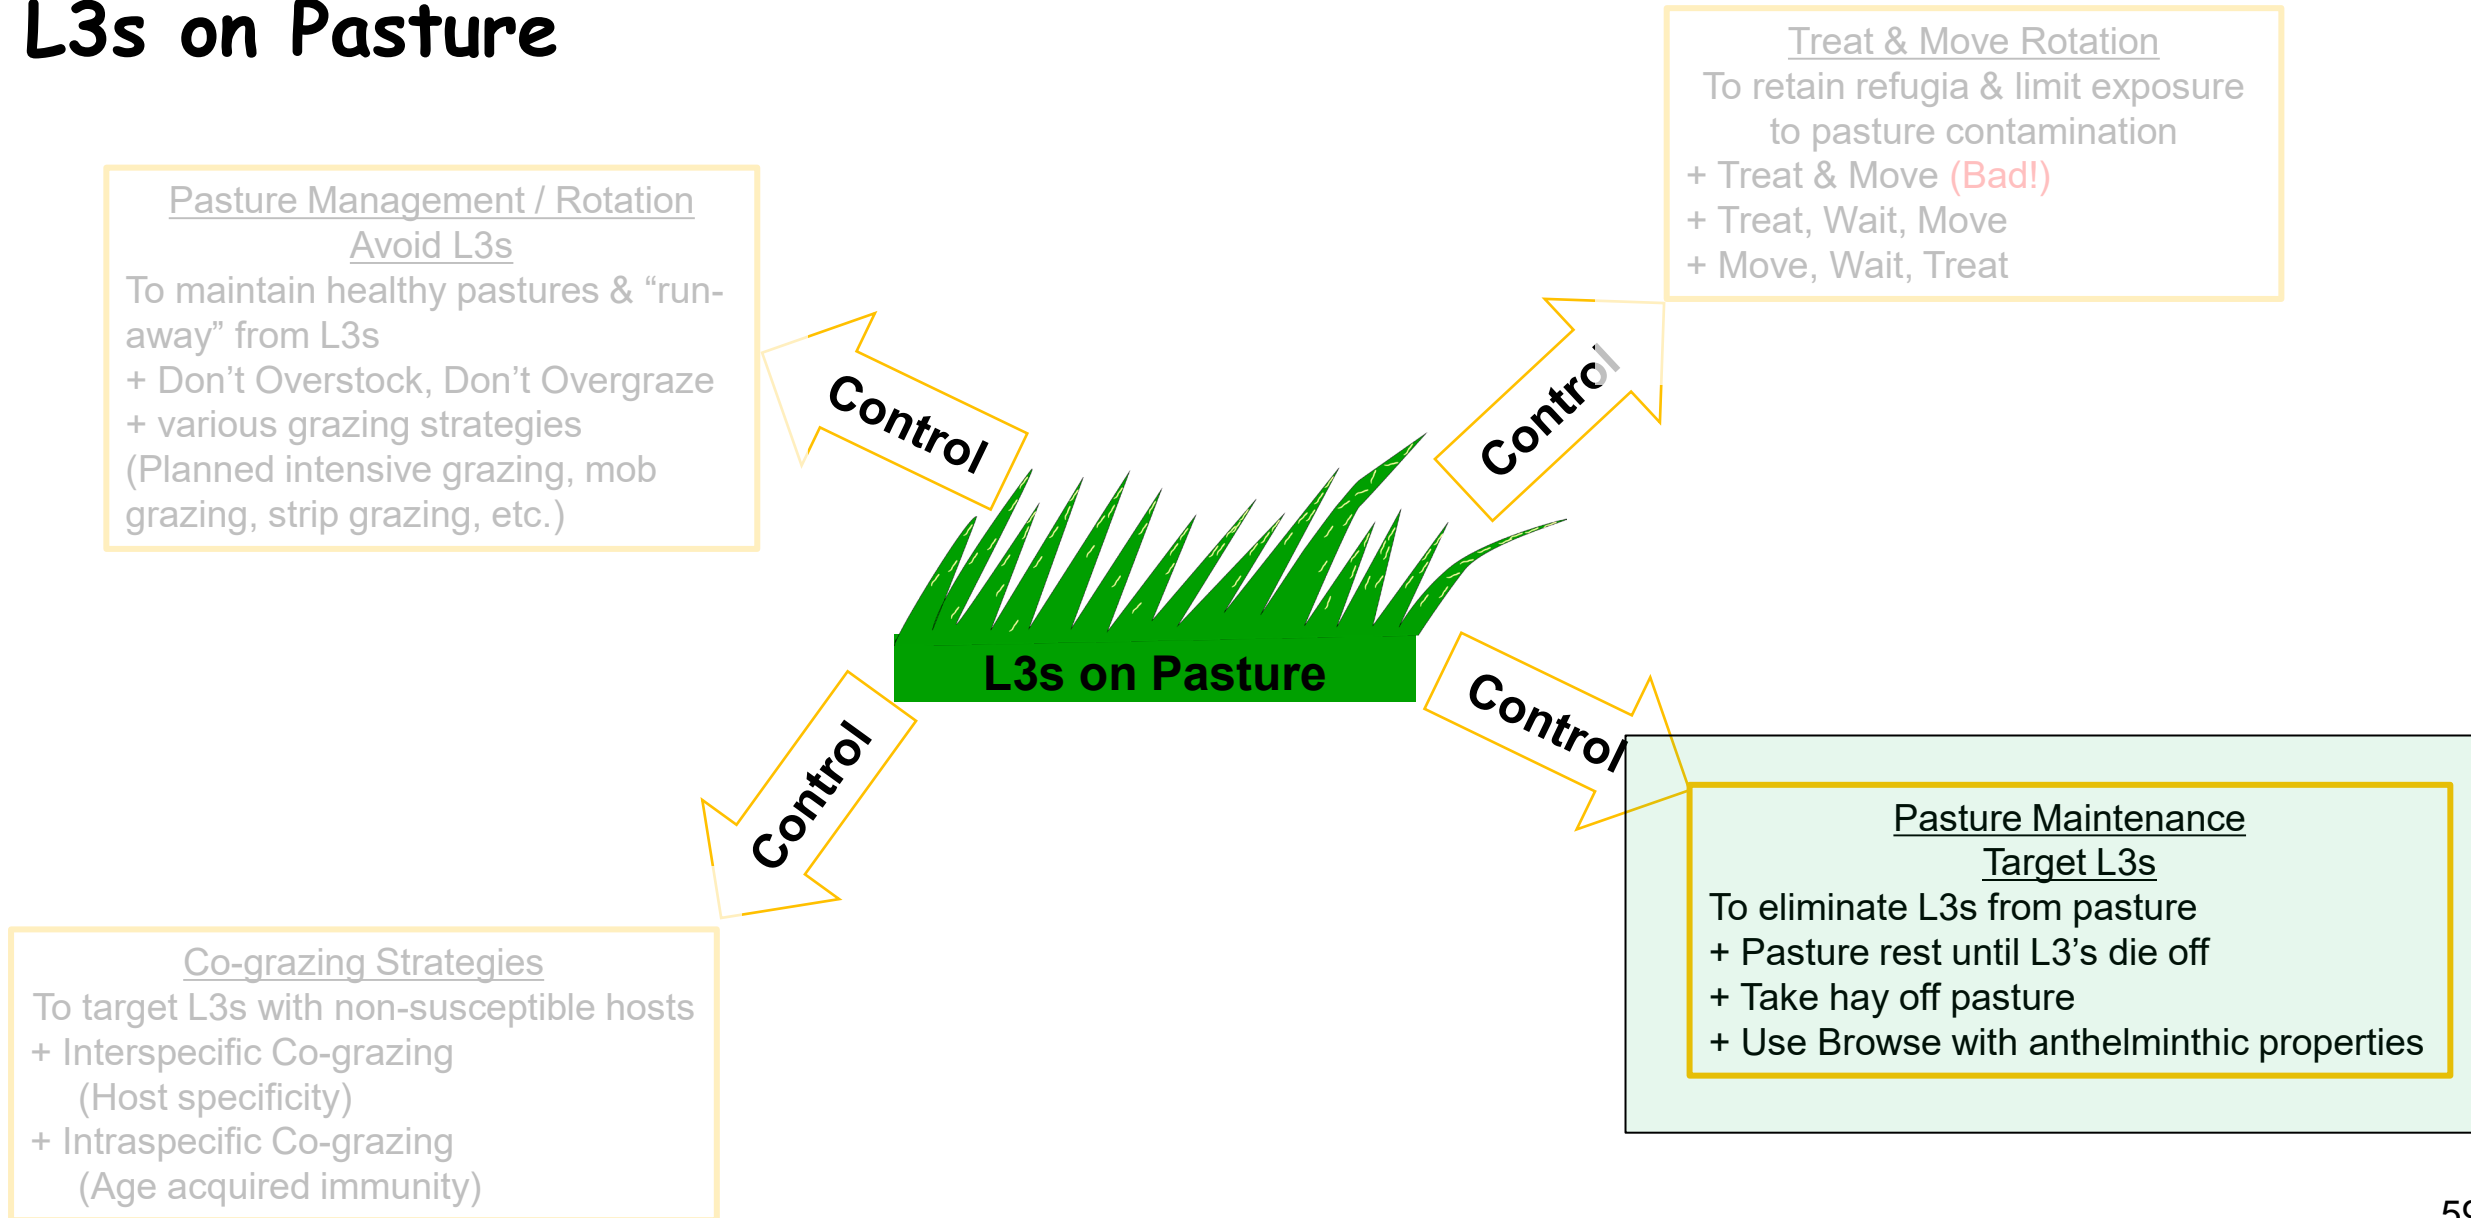 L3s on Pasture
Treat & Move Rotation
To retain refugia & limit exposure
to pasture contamination
+ Treat & Move (Bad!)
+ Treat, Wait, Move
+ Move, Wait, Treat
Pasture Management / Rotation
Avoid L3s
To maintain healthy pastures & “run-
away” from L3s
+ Don’t Overstock, Don’t Overgraze
+ various grazing strategies
(Planned intensive grazing, mob
grazing, strip grazing, etc.)
Control
Control
L3s on Pasture
Control
Control
Pasture Maintenance
Target L3s
To eliminate L3s from pasture
+ Pasture rest until L3’s die off
+ Take hay off pasture
+ Use Browse with anthelminthic properties
Co-grazing Strategies
To target L3s with non-susceptible hosts
+ Interspecific Co-grazing
(Host specificity)
+ Intraspecific Co-grazing
(Age acquired immunity)
59